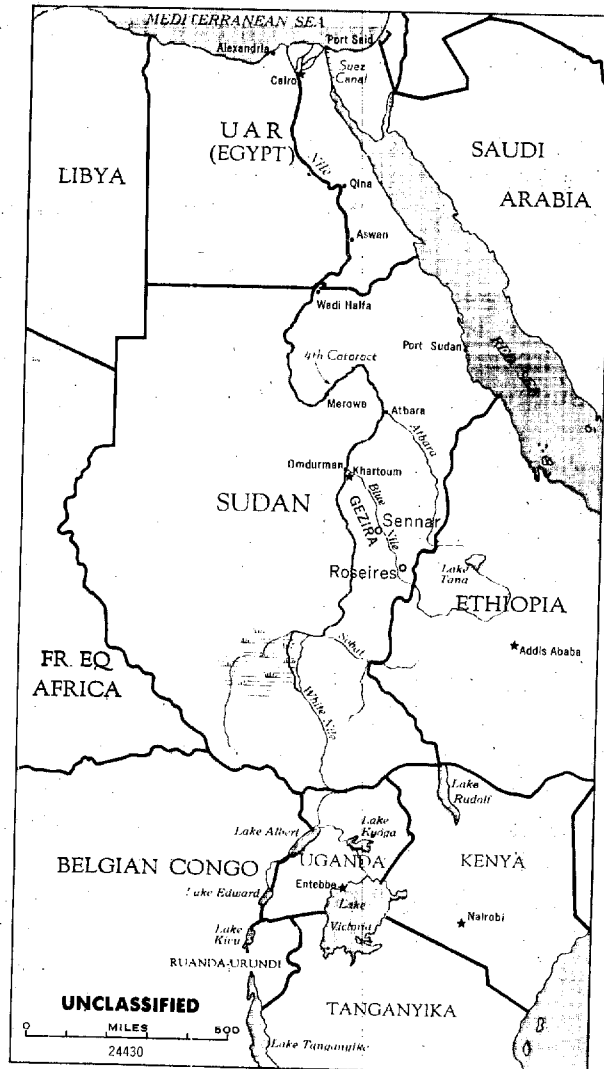 MEDITERRANEAN SEA
Port Said
Alexandria
Suez
Canal
Cairo
UAR
(EGYPT)
SAUDI
ARABIA
LIBYA
Nile
Qina
Aswan
Wadi Halfa
RED SEA
Port Sudan
4th Cataract
Merowe
Atbara
Atbara
Omdurman
Khartoum
SUDAN
GEZIRA
Blue
Nile
Sennar
Roseires
Lake
Tana
ETHIOPIA
Addis Ababa
Sobat
FR. EQ
AFRICA
White Nile
Lake
Rudolf
Lake Albert
Lake
Kyoga
BELGIAN CONGO
UGANDA
KENYA
Entebbe
Lake Edward
Lake
Victoria
Nairobi
Lake
Kivu
RUANDA-URUNDI
UNCLASSIFIED
TANGANYIKA
0 MILES 500
24430
Lake Tanganyika